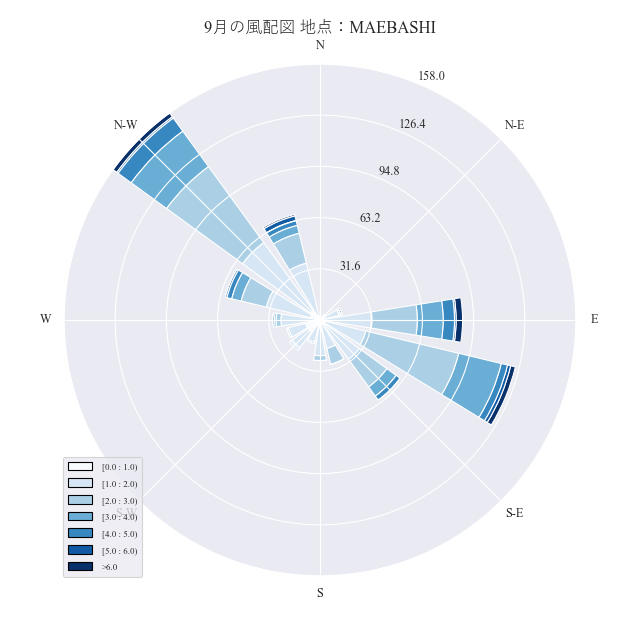 9月の風配図 地点：MAEBASHI
N
158.0
N-W
N-E
126.4
94.8
63.2
31.6
W
E
S-W
S-E
S
[0.0 : 1.0)
[1.0 : 2.0)
[2.0 : 3.0)
[3.0 : 4.0)
[4.0 : 5.0)
[5.0 : 6.0)
>6.0